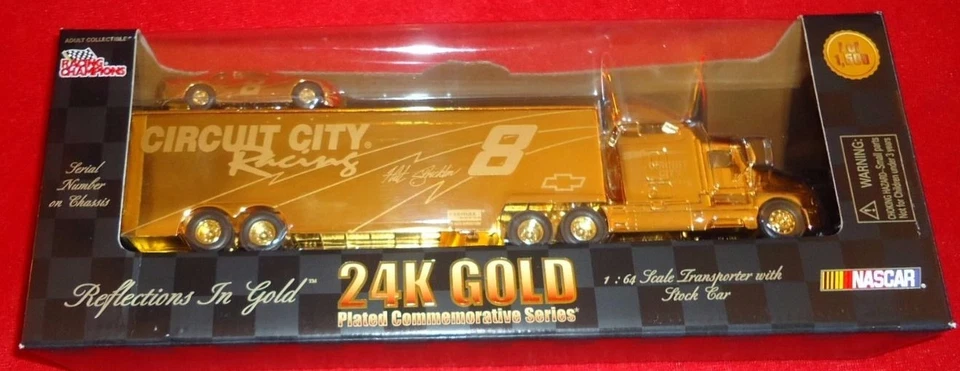 ADULT COLLECTIBLE
RACING
CHAMPIONS
1 of
1,500
CIRCUIT CITY®
Racing
8
8
WARNING:
CHOKING HAZARD-Small parts
Not for Children under 3 years
Serial
Number
on Chassis
Reflections In Gold™
24K GOLD
Plated Commemorative Series
1:64 Scale Transporter with
Stock Car
NASCAR